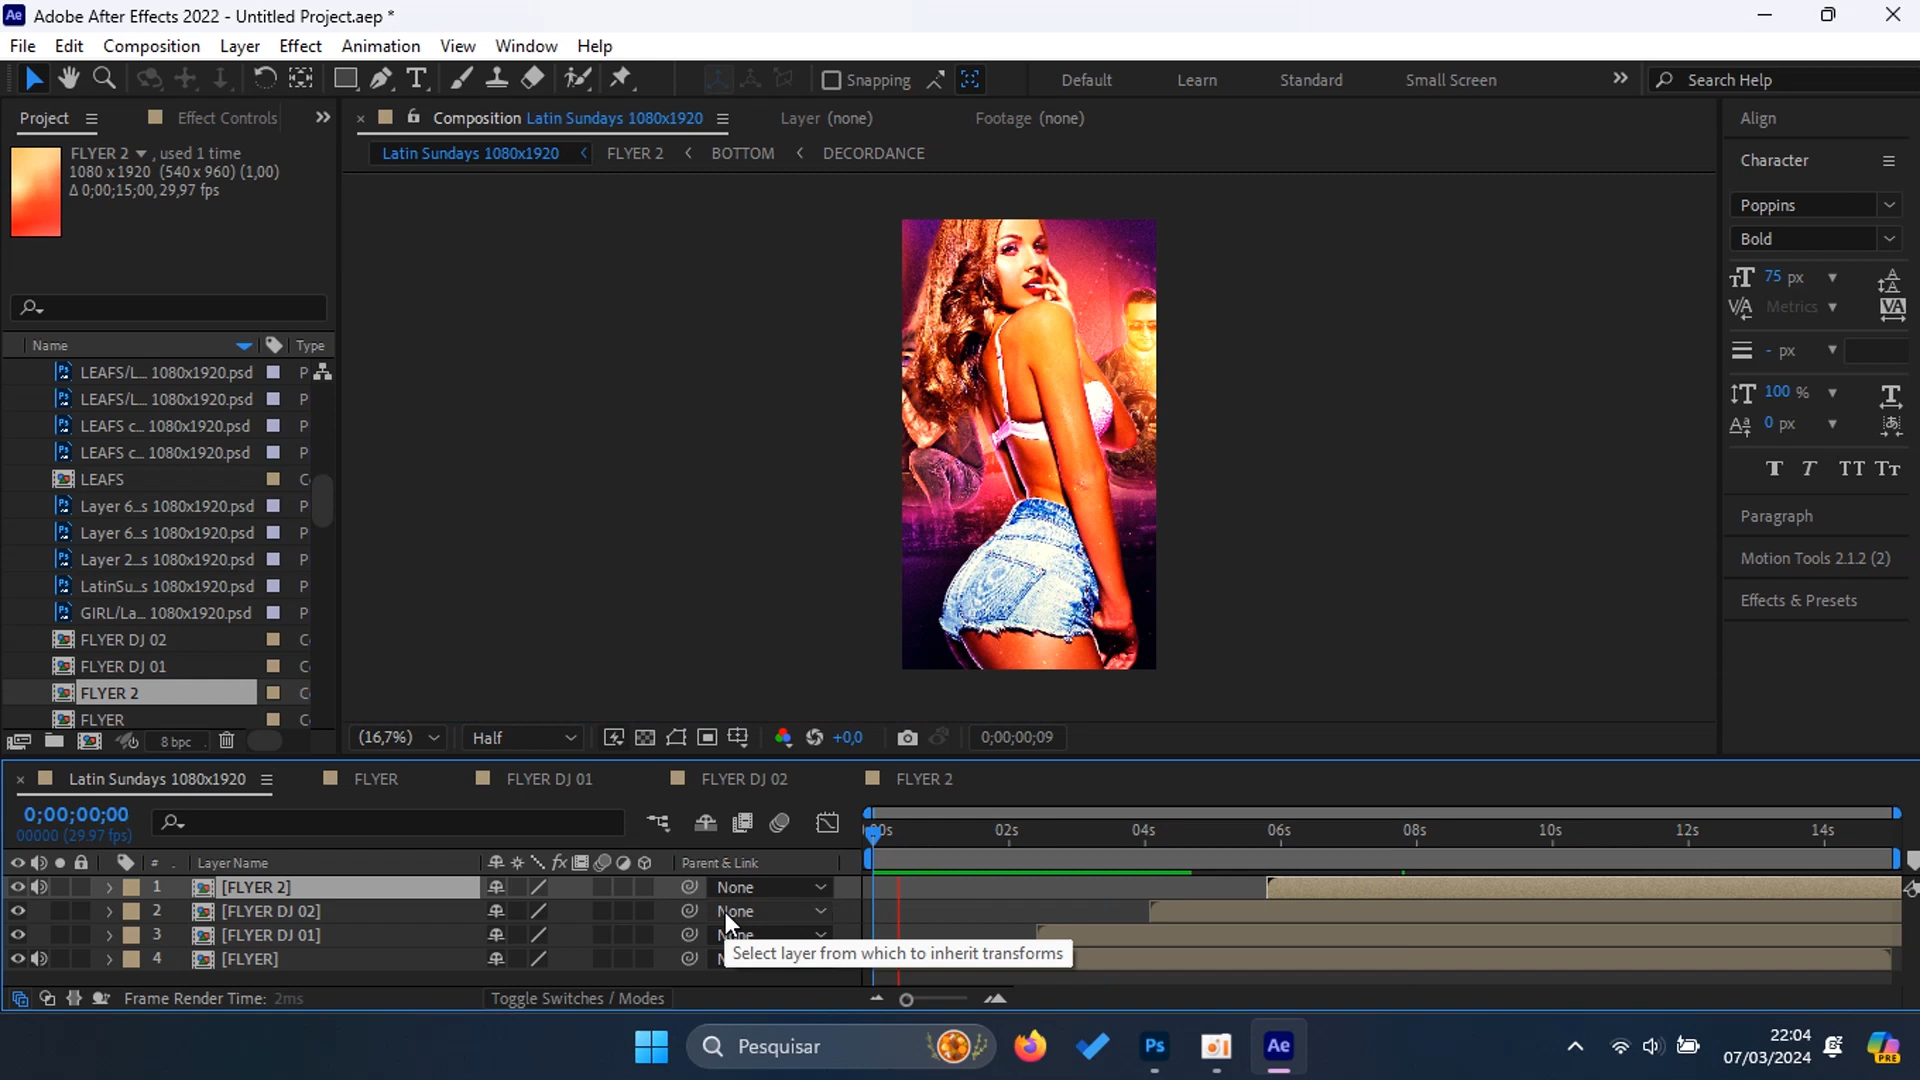 Ae Adobe After Effects 2022 - Untitled Project.aep *
File Edit Composition Layer Effect Animation View Window Help
Snapping Default Learn Standard Small Screen Search Help
Project Effect Controls
Composition Latin Sundays 1080x1920 Layer (none) Footage (none)
Latin Sundays 1080x1920 FLYER 2 BOTTOM DECORDANCE
FLYER 2 , used 1 time
1080 x 1920 (540 x 960) (1,00)
Δ 0;00;15;00, 29,97 fps
Name Type
LEAFS/L... 1080x1920.psd P
LEAFS/L... 1080x1920.psd P
LEAFS c... 1080x1920.psd P
LEAFS c... 1080x1920.psd P
LEAFS
Layer 6...s 1080x1920.psd P
Layer 6...s 1080x1920.psd P
Layer 2...s 1080x1920.psd P
LatinSu...s 1080x1920.psd P
GIRL/La... 1080x1920.psd P
FLYER DJ 02
FLYER DJ 01
FLYER 2
FLYER
8 bpc
(16,7%) Half +0,0 0;00;00;09
Align
Character
Poppins
Bold
75 px
Metrics
- px
100 %
0 px
Paragraph
Motion Tools 2.1.2 (2)
Effects & Presets
Latin Sundays 1080x1920 FLYER FLYER DJ 01 FLYER DJ 02 FLYER 2
0;00;00;00
00000 (29.97 fps)
02s 04s 06s 08s 10s 12s 14s
# Layer Name Parent & Link
1 [FLYER 2] None
2 [FLYER DJ 02] None
3 [FLYER DJ 01] None
4 [FLYER]
Select layer from which to inherit transforms
Frame Render Time: 2ms Toggle Switches / Modes
Pesquisar Ps Ae
22:04
07/03/2024
PRE